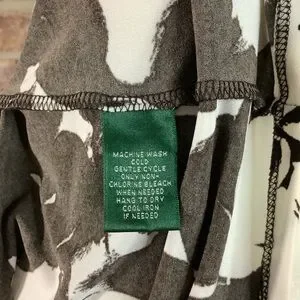 MACHINE WASH
COLD
GENTLE CYCLE
ONLY NON-
CHLORINE BLEACH
WHEN NEEDED
HANG TO DRY
COOL IRON
IF NEEDED